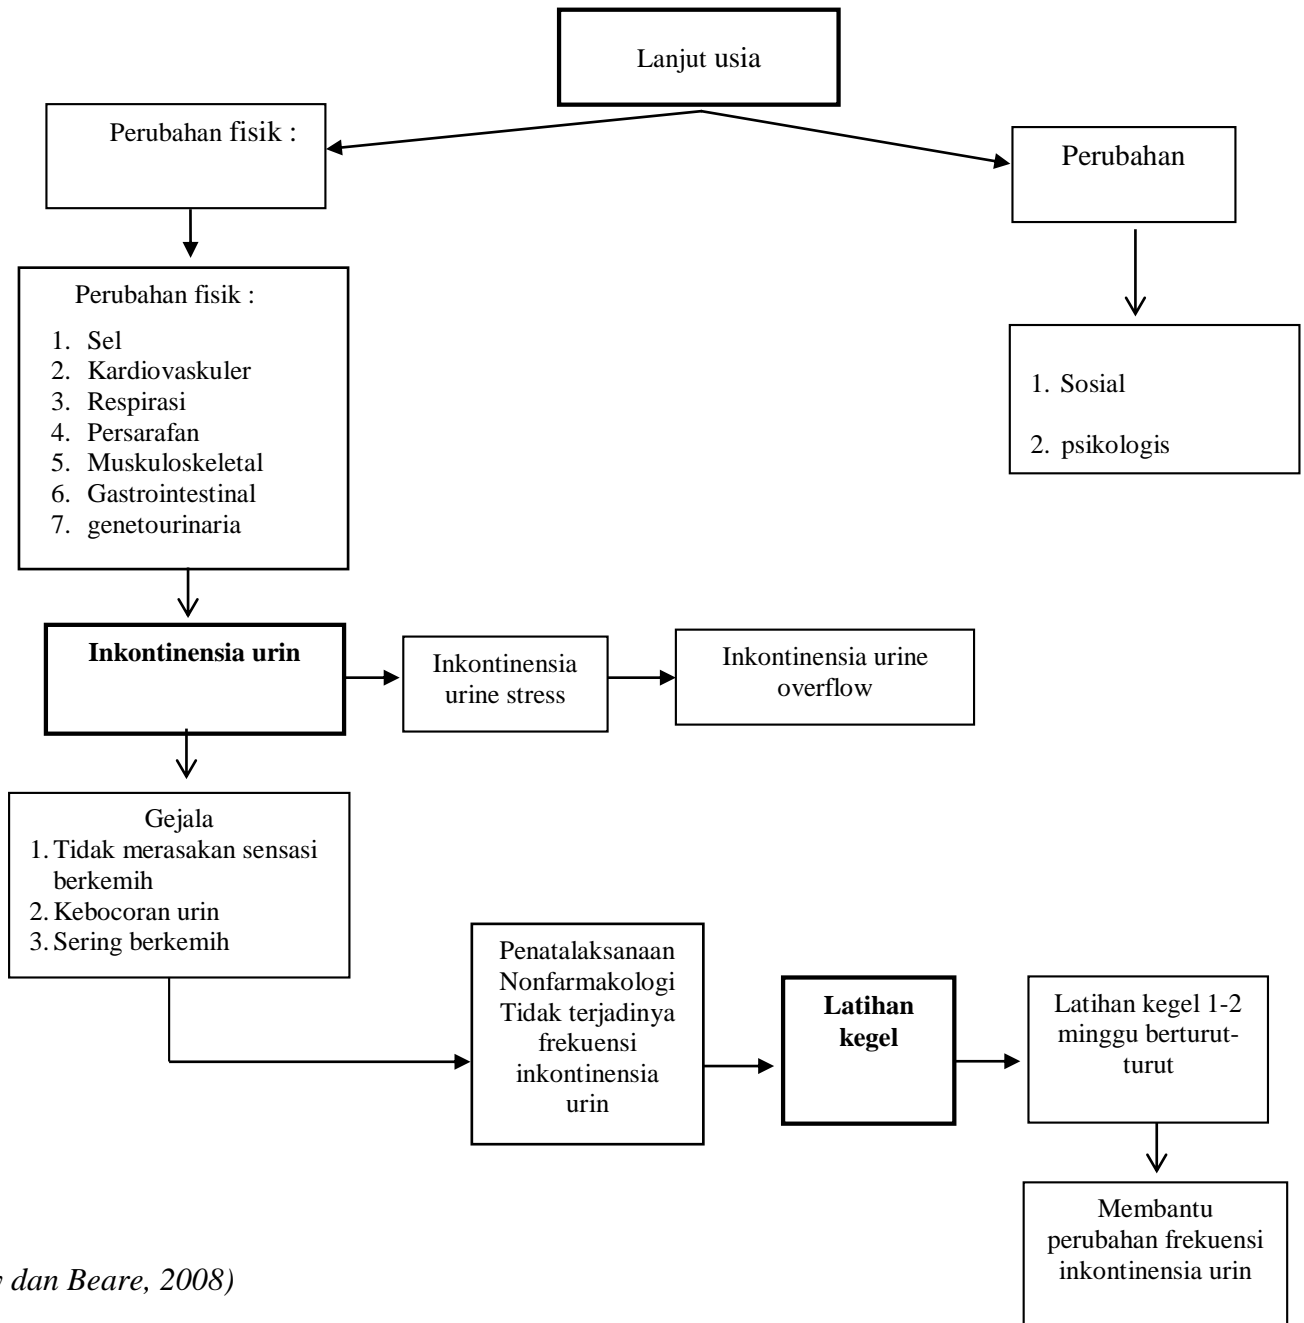 Lanjut usia
Perubahan fisik :
Perubahan
Perubahan fisik :
1. Sel
2. Kardiovaskuler
3. Respirasi
4. Persarafan
5. Muskuloskeletal
6. Gastrointestinal
7. genetourinaria
1. Sosial
2. psikologis
Inkontinensia urin
Inkontinensia
urine stress
Inkontinensia urine
overflow
Gejala
1. Tidak merasakan sensasi
berkemih
2. Kebocoran urin
3. Sering berkemih
Penatalaksanaan
Nonfarmakologi
Tidak terjadinya
frekuensi
inkontinensia
urin
Latihan
kegel
Latihan kegel 1-2
minggu berturut-
turut
Membantu
perubahan frekuensi
inkontinensia urin
dan Beare, 2008)